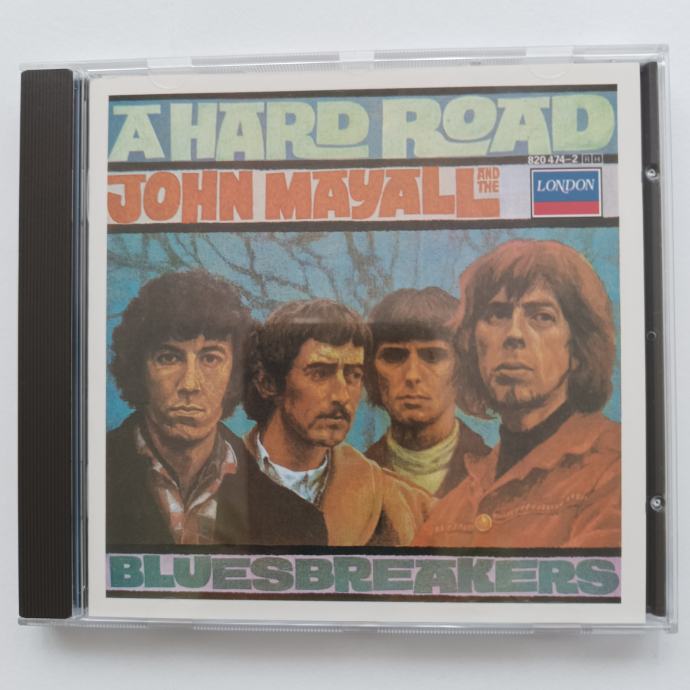 A HARD ROAD
820 474-2
JOHN MAYALL AND THE
LONDON
BLUESBREAKERS